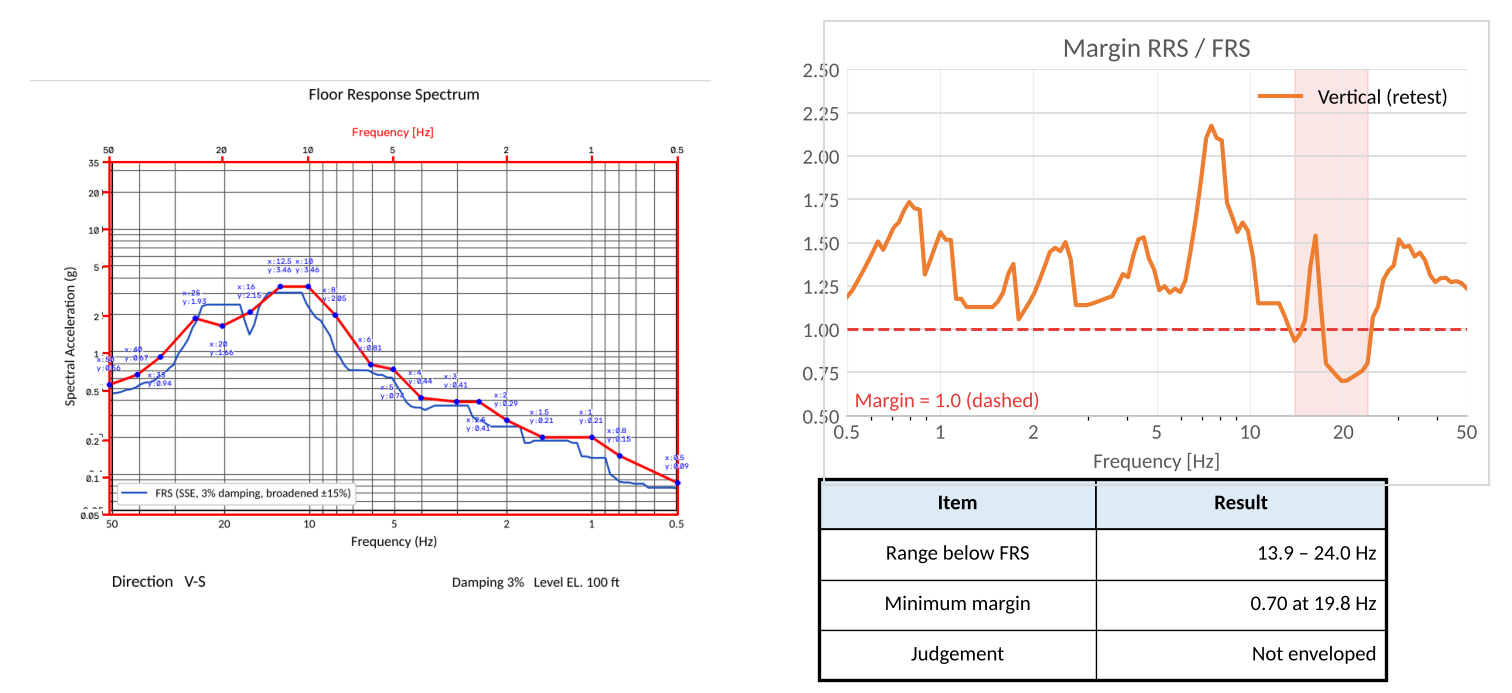 Floor Response Spectrum
Frequency [Hz]
50 20 10 5 2 1 0.5
35
20
10
5
2
1
0.5
0.2
0.1
0.05
Spectral Acceleration (g)
x:12.5 x:10
y:3.46 y:3.46
x:25
y:1.93
x:16
y:2.15
x:8
y:2.05
x:20
y:1.66
x:40
y:0.67
x:50
y:0.56
x:33
y:0.94
x:6
y:0.81
x:5
y:0.74
x:4
y:0.44
x:3
y:0.41
x:2.5
y:0.41
x:2
y:0.29
x:1.5
y:0.21
x:1
y:0.21
x:0.8
y:0.15
x:0.5
y:0.09
FRS (SSE, 3% damping, broadened ±15%)
50 20 10 5 2 1 0.5
Frequency (Hz)
Direction V-S
Damping 3% Level EL. 100 ft
Margin RRS / FRS
2.50
2.25
2.00
1.75
1.50
1.25
1.00
0.75
0.50
Vertical (retest)
Margin = 1.0 (dashed)
0.5 1 2 5 10 20 50
Frequency [Hz]
Item Result
Range below FRS 13.9 – 24.0 Hz
Minimum margin 0.70 at 19.8 Hz
Judgement Not enveloped